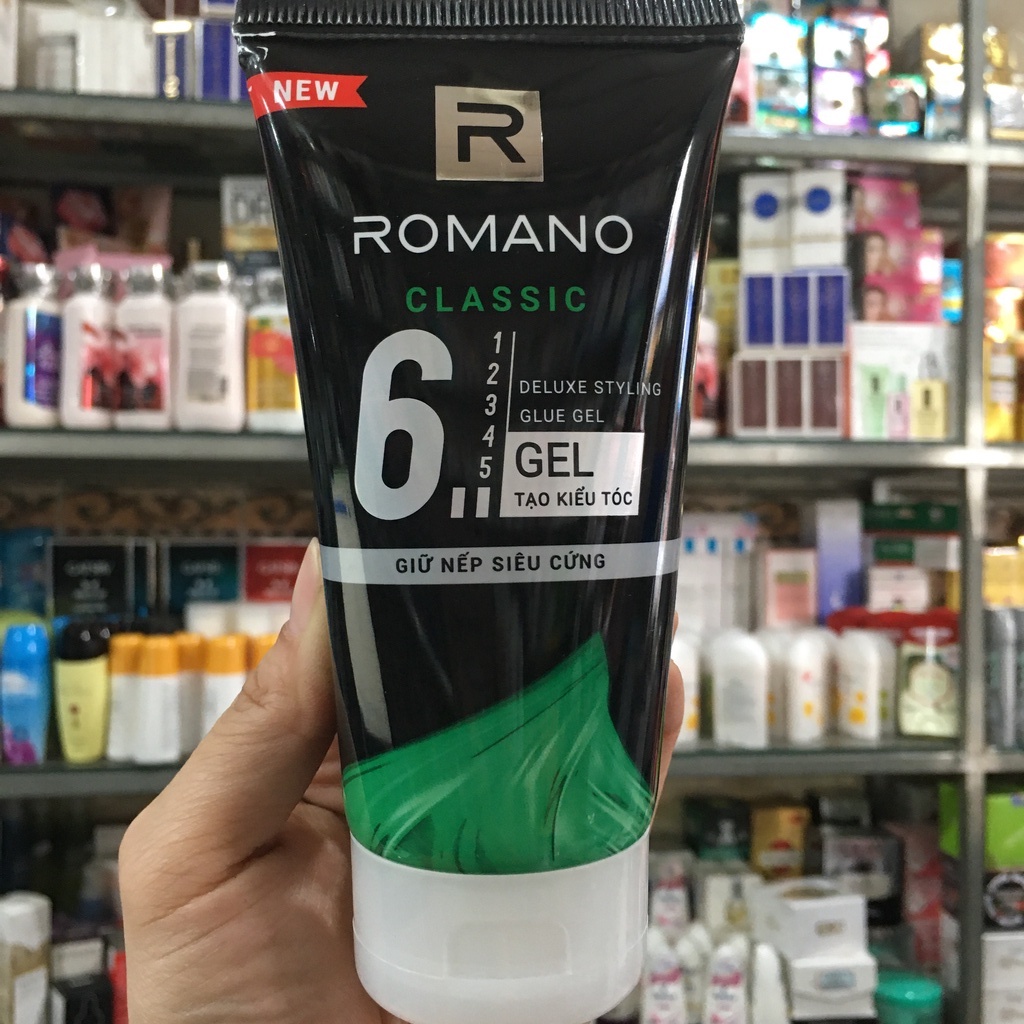 NEW
R
ROMANO
CLASSIC
6
1
2
3
4
5
DELUXE STYLING
GLUE GEL
GEL
TẠO KIỂU TÓC
GIỮ NẾP SIÊU CỨNG